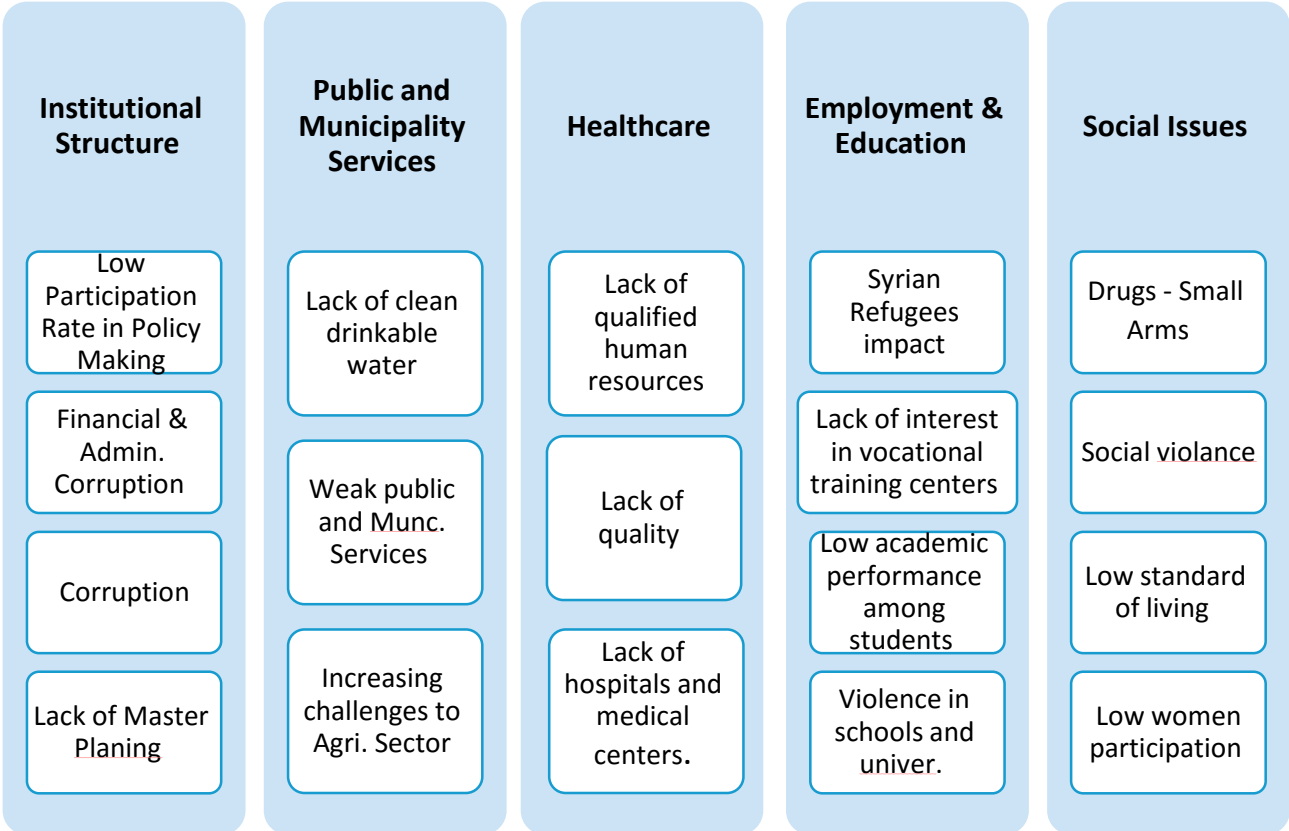 Institutional
Structure
Low
Participation
Rate in Policy
Making
Financial &
Admin.
Corruption
Corruption
Lack of Master
Planing
Public and
Municipality
Services
Lack of clean
drinkable
water
Weak public
and Munc.
Services
Increasing
challenges to
Agri. Sector
Healthcare
Lack of
qualified
human
resources
Lack of
quality
Lack of
hospitals and
medical
centers.
Employment &
Education
Syrian
Refugees
impact
Lack of interest
in vocational
training centers
Low academic
performance
among
students
Violence in
schools and
univer.
Social Issues
Drugs - Small
Arms
Social violance
Low standard
of living
Low women
participation